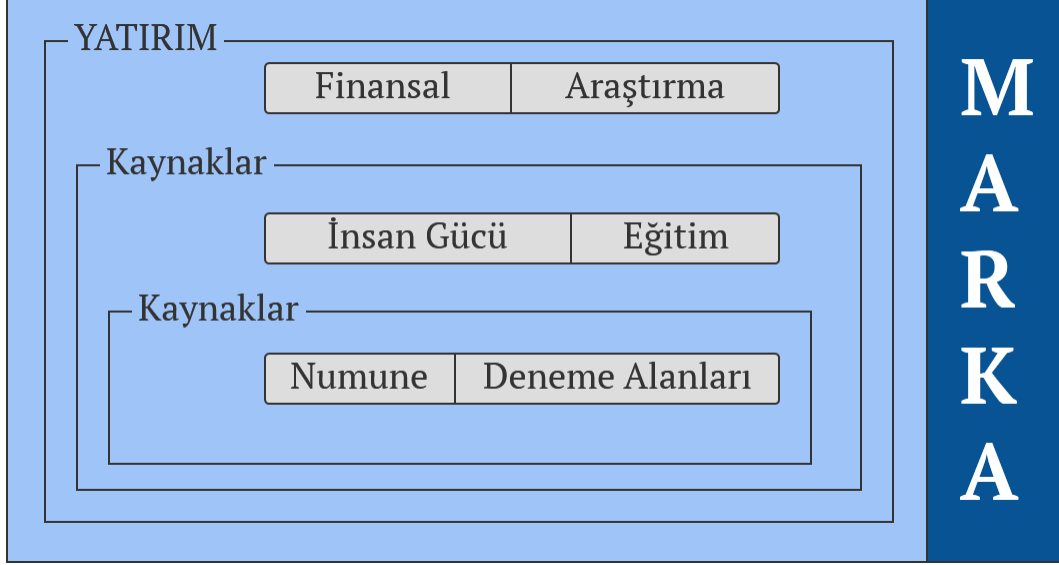 YATIRIM
Finansal Araştırma
Kaynaklar
İnsan Gücü Eğitim
Kaynaklar
Numune Deneme Alanları
M
A
R
K
A